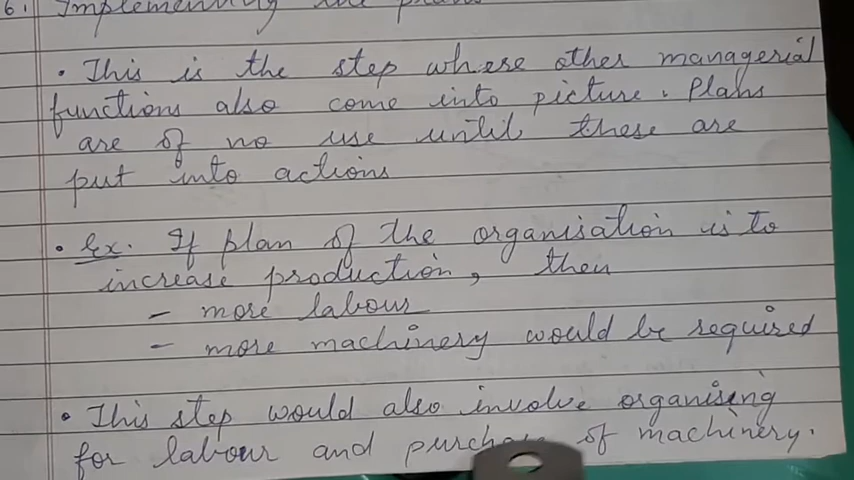 6. Implementing the plans
• This is the step where other managerial
functions also come into picture. Plans
are of no use until these are
put into actions
• Ex. If plan of the organisation is to
increase production, then
– more labour
– more machinery would be required
• This step would also involve organising
for labour and purchase of machinery.